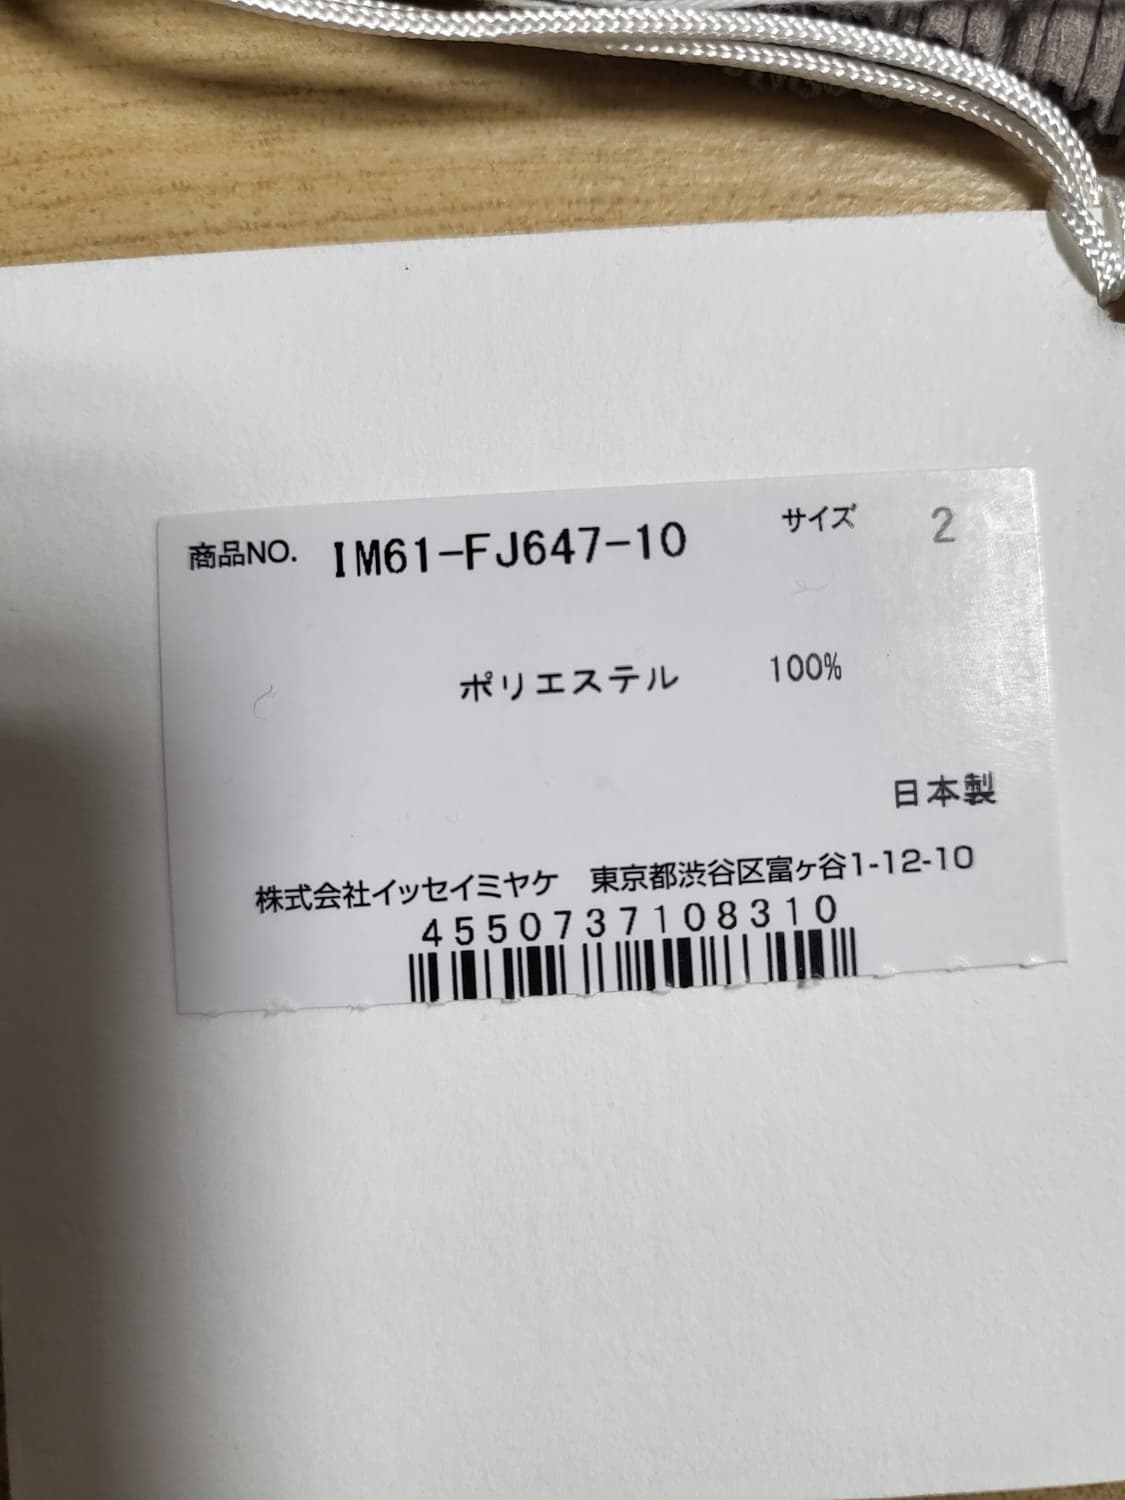 商品NO. IM61-FJ647-10 サイズ 2
ポリエステル 100%
日本製
株式会社イッセイミヤケ 東京都渋谷区富ヶ谷1-12-10
4550737108310